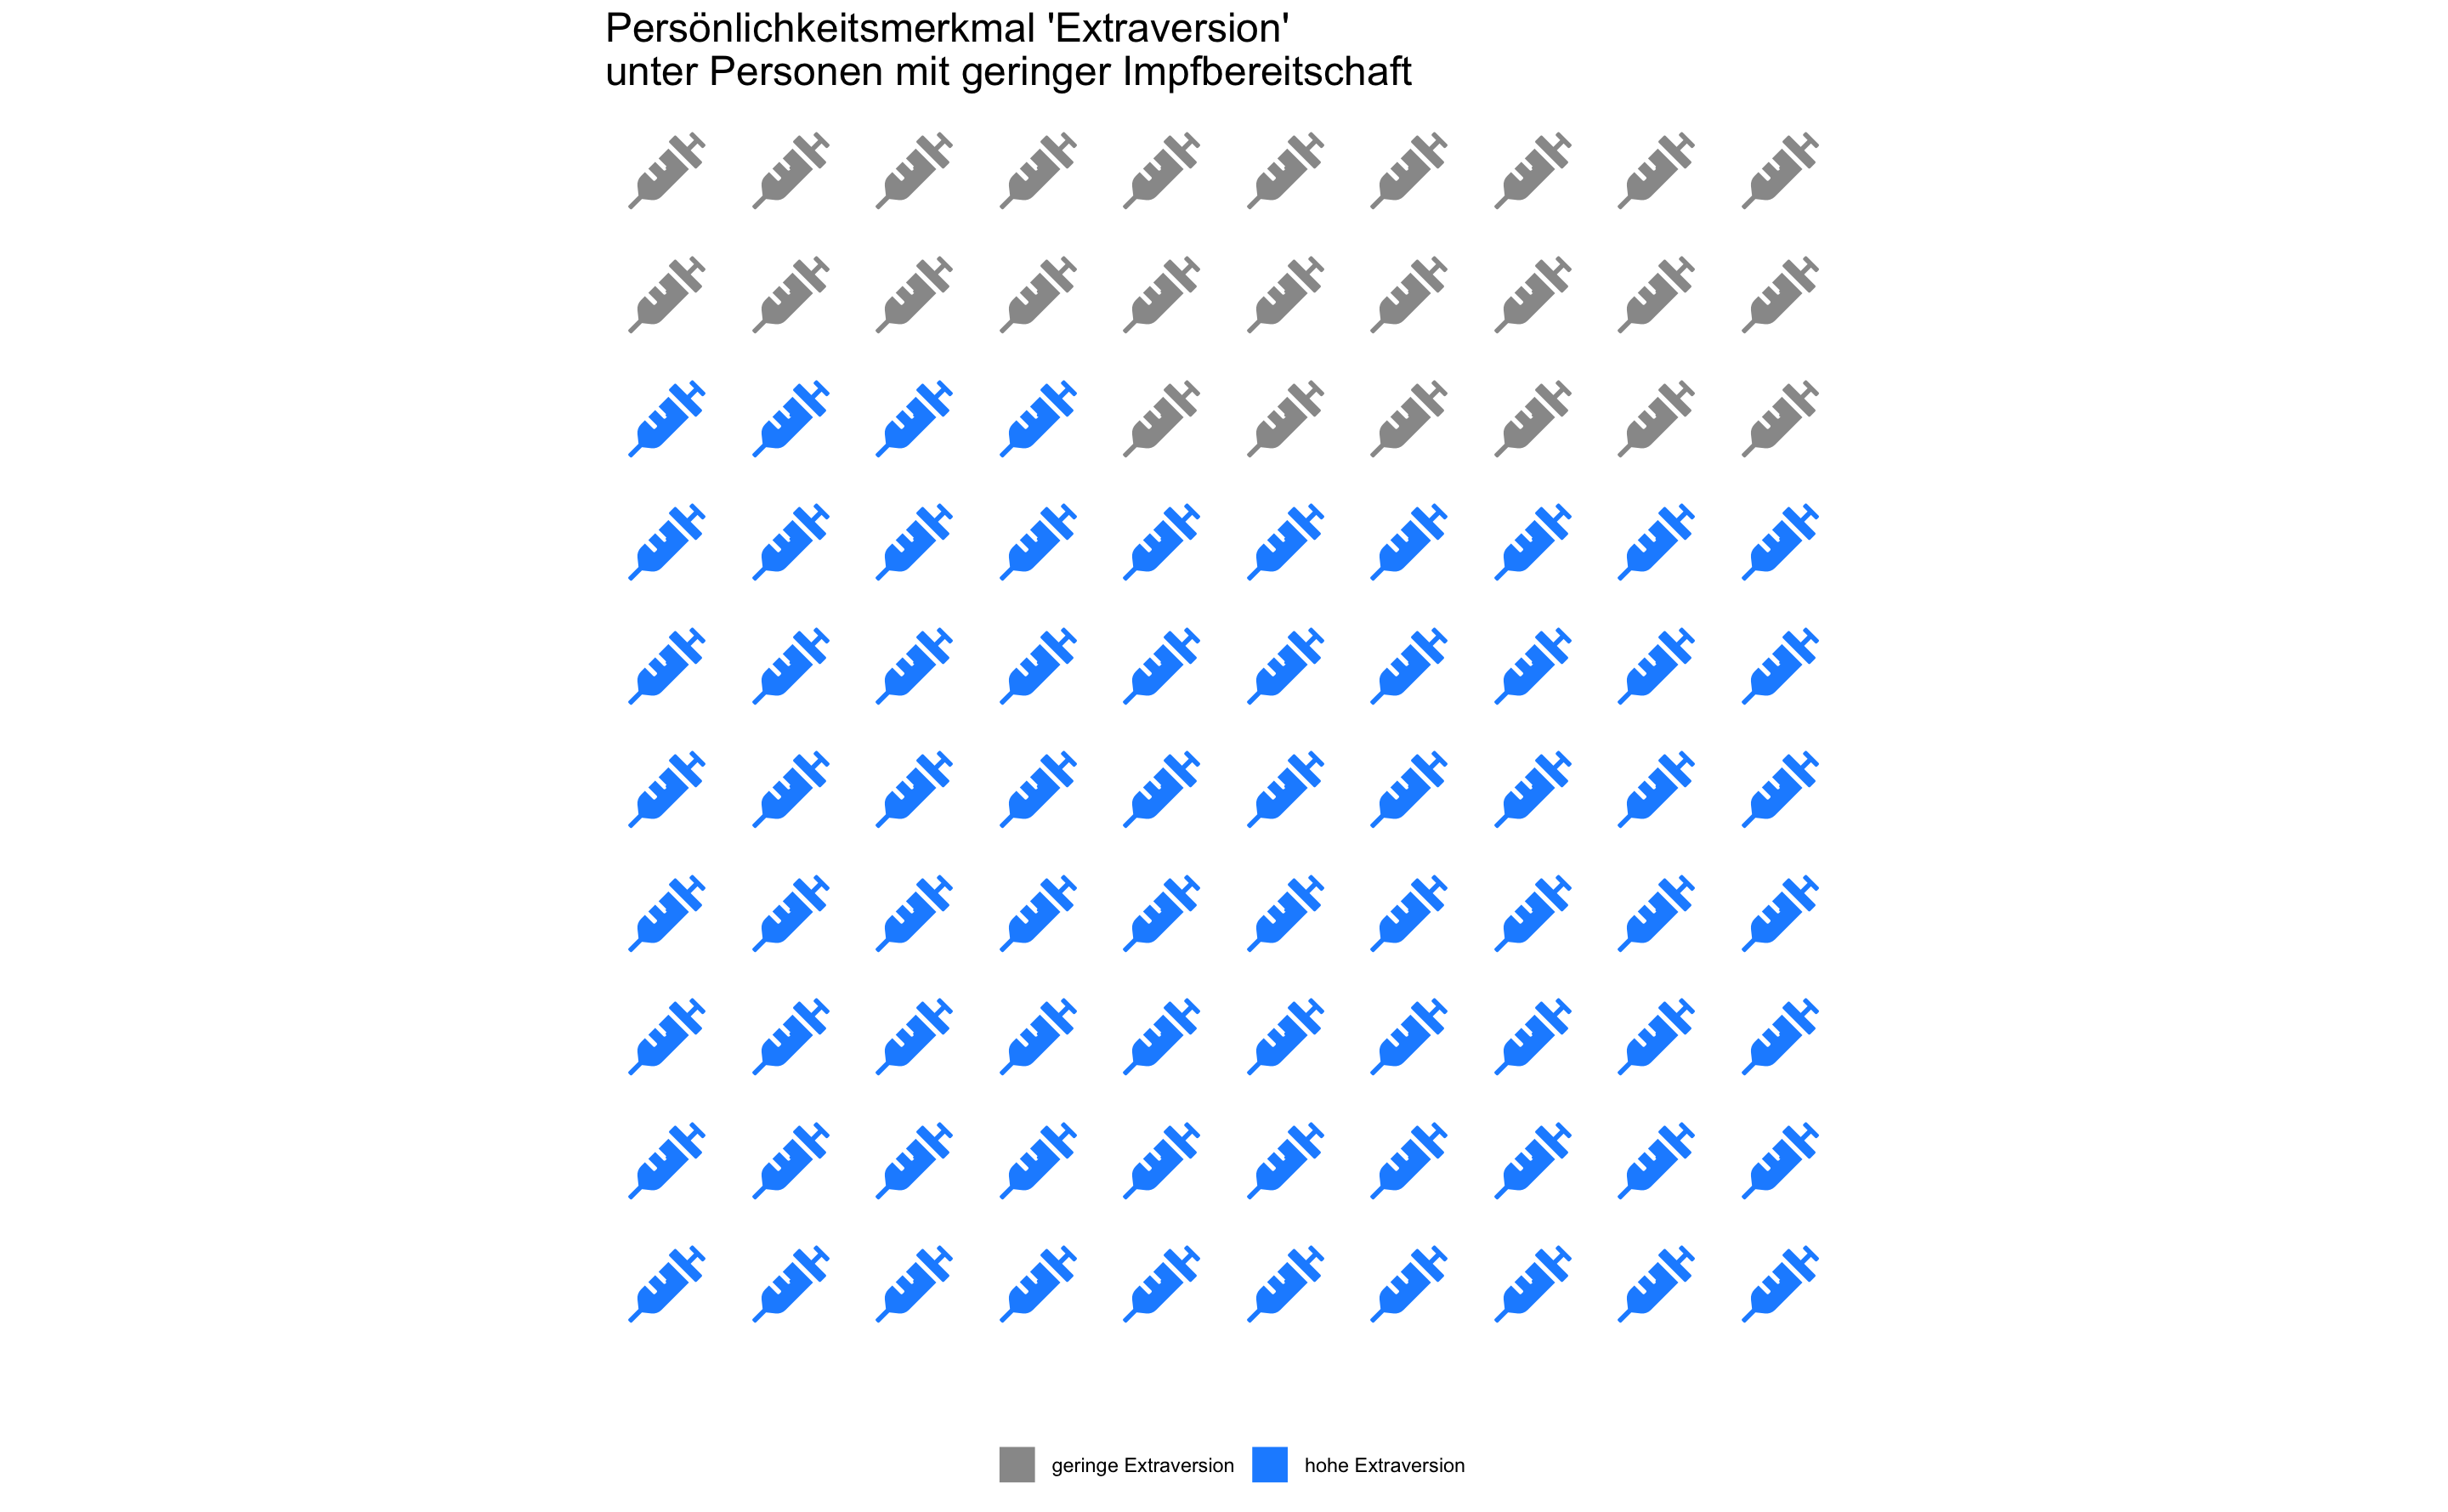 Persönlichkeitsmerkmal 'Extraversion'
unter Personen mit geringer Impfbereitschaft
geringe Extraversion
hohe Extraversion